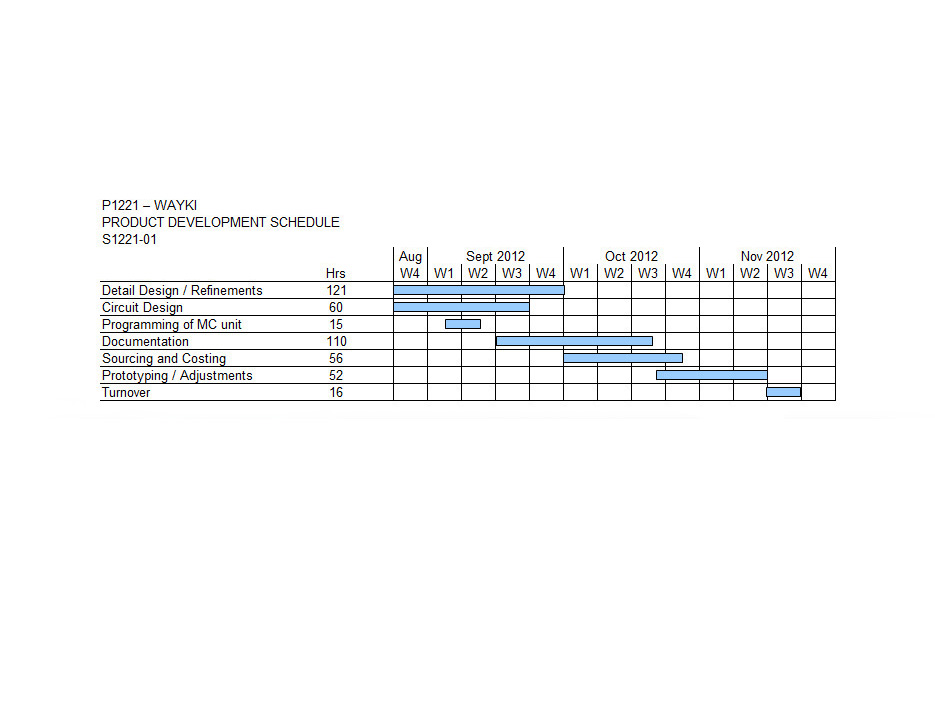 P1221 – WAYKI
PRODUCT DEVELOPMENT SCHEDULE
S1221-01
Aug Sept 2012 Oct 2012 Nov 2012
Hrs W4 W1 W2 W3 W4 W1 W2 W3 W4 W1 W2 W3 W4
Detail Design / Refinements 121
Circuit Design 60
Programming of MC unit 15
Documentation 110
Sourcing and Costing 56
Prototyping / Adjustments 52
Turnover 16